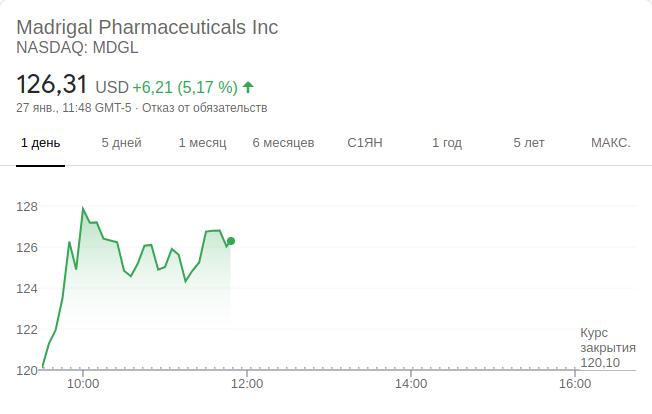 Madrigal Pharmaceuticals Inc
NASDAQ: MDGL
126,31 USD +6,21 (5,17 %)
27 янв., 11:48 GMT-5 · Отказ от обязательств
1 день 5 дней 1 месяц 6 месяцев С1ЯН 1 год 5 лет МАКС.
128
126
124
122
120
Курс
закрытия
120,10
10:00 12:00 14:00 16:00